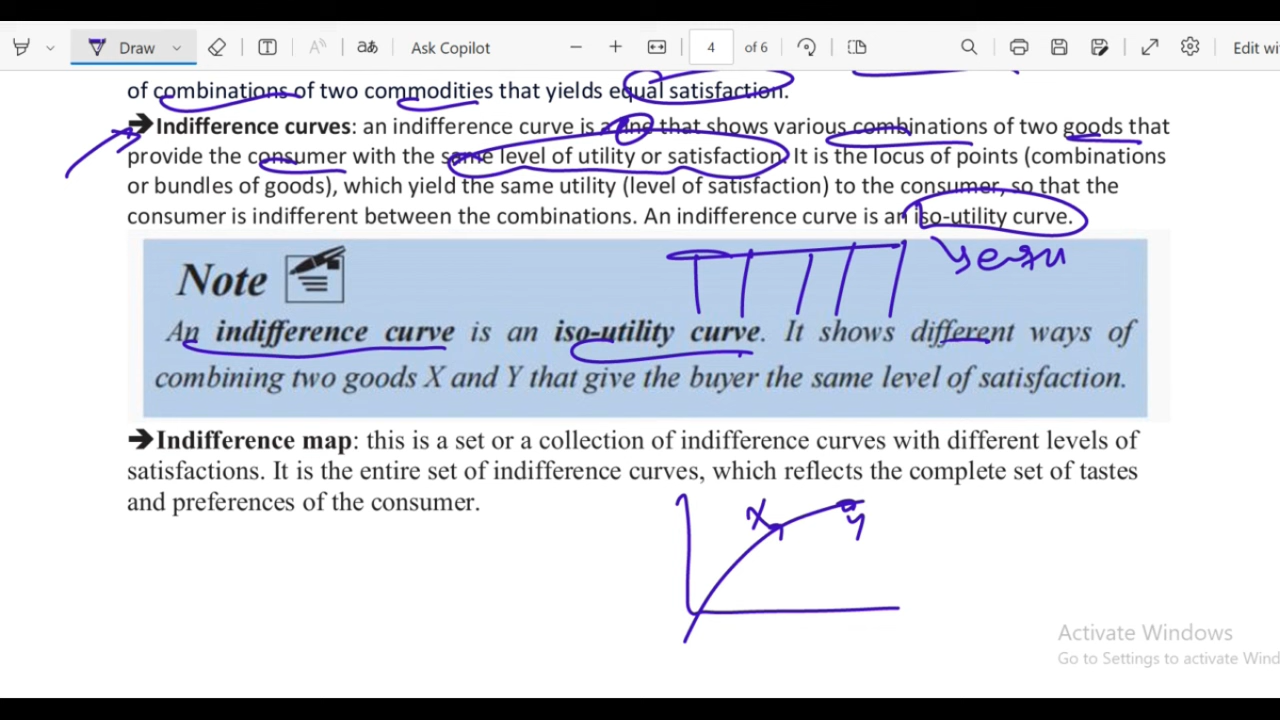 Draw
Ask Copilot
4 of 6
Edit wi
of combinations of two commodities that yields equal satisfaction.
➔Indifference curves: an indifference curve is a line that shows various combinations of two goods that
provide the consumer with the same level of utility or satisfaction. It is the locus of points (combinations
or bundles of goods), which yield the same utility (level of satisfaction) to the consumer, so that the
consumer is indifferent between the combinations. An indifference curve is an iso-utility curve.
Note
An indifference curve is an iso-utility curve. It shows different ways of
combining two goods X and Y that give the buyer the same level of satisfaction.
➔Indifference map: this is a set or a collection of indifference curves with different levels of
satisfactions. It is the entire set of indifference curves, which reflects the complete set of tastes
and preferences of the consumer.
X
y
Activate Windows
Go to Settings to activate Wind